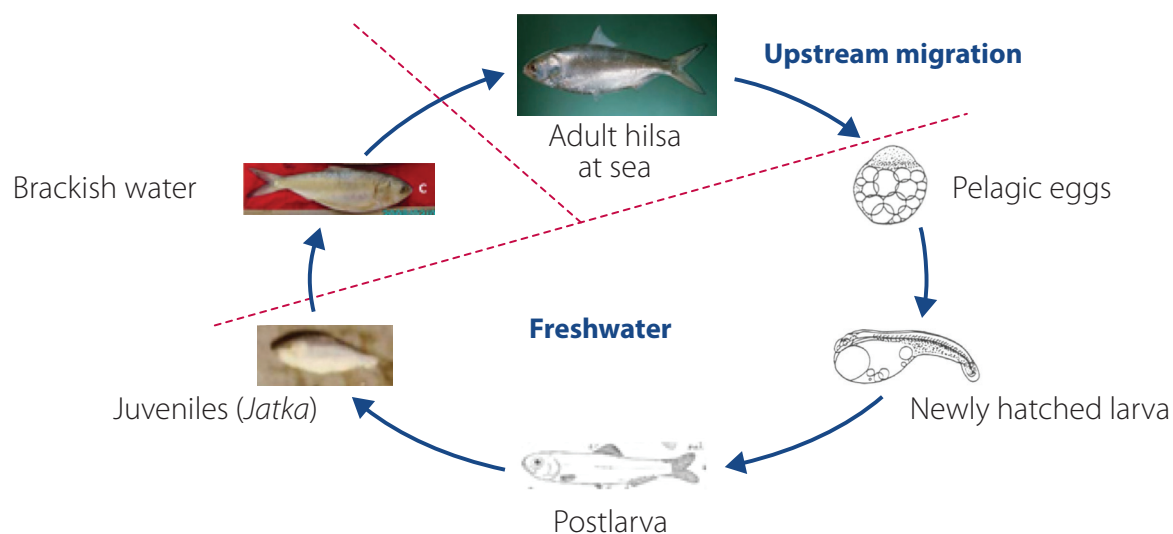 Upstream migration
Adult hilsa
at sea
Brackish water
C
Pelagic eggs
Freshwater
Newly hatched larva
Juveniles (Jatka)
Postlarva